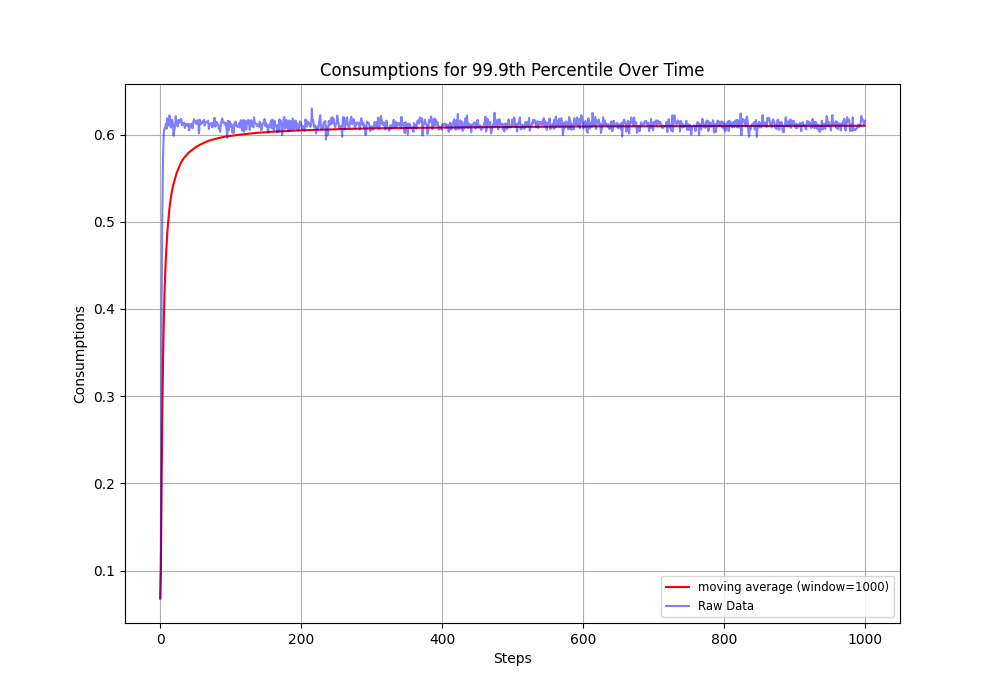 Consumptions for 99.9th Percentile Over Time
0.6
0.5
0.4
0.3
0.2
0.1
Consumptions
0
200
400
600
800
1000
Steps
moving average (window=1000)
Raw Data